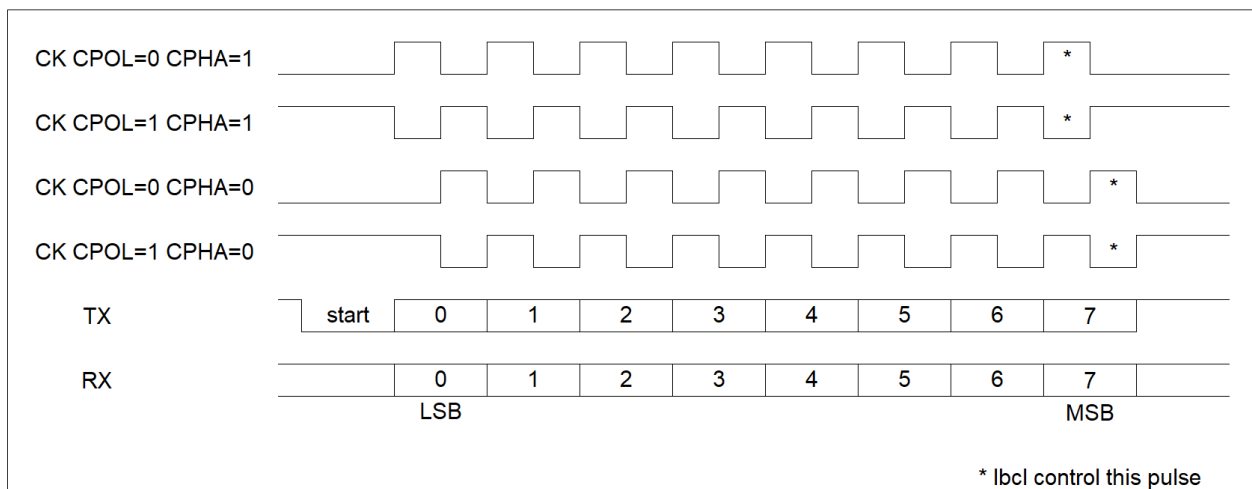 CK CPOL=0 CPHA=1 *
CK CPOL=1 CPHA=1 *
CK CPOL=0 CPHA=0 *
CK CPOL=1 CPHA=0 *
TX start 0 1 2 3 4 5 6 7
RX 0 1 2 3 4 5 6 7
LSB MSB
* lbcl control this pulse